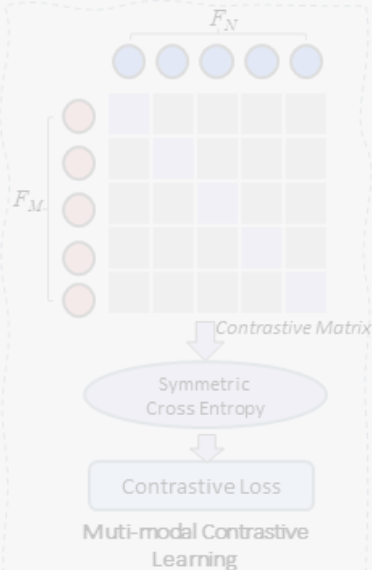 F_N
F_M
Contrastive Matrix
Symmetric
Cross Entropy
Contrastive Loss
Muti-modal Contrastive
Learning